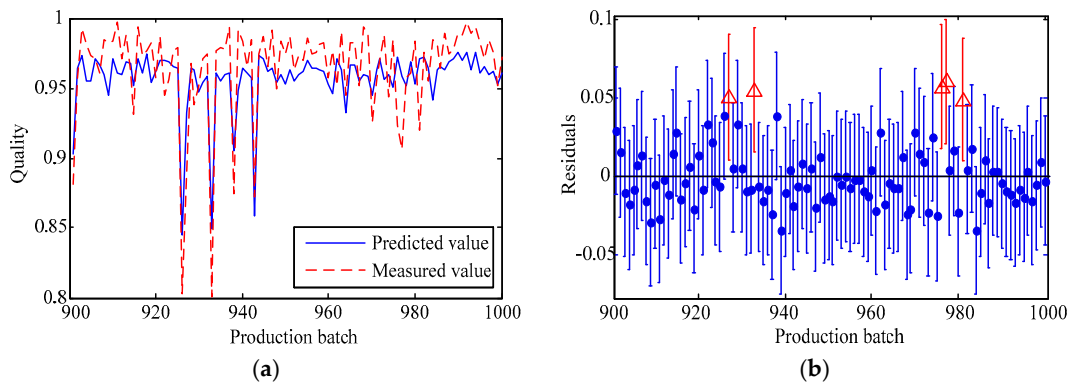 1
0.95
0.9
0.85
0.8
Quality
Predicted value
Measured value
900
920
940
960
980
1000
Production batch
(a)
0.1
0.05
0
-0.05
Residuals
900
920
940
960
980
1000
Production batch
(b)